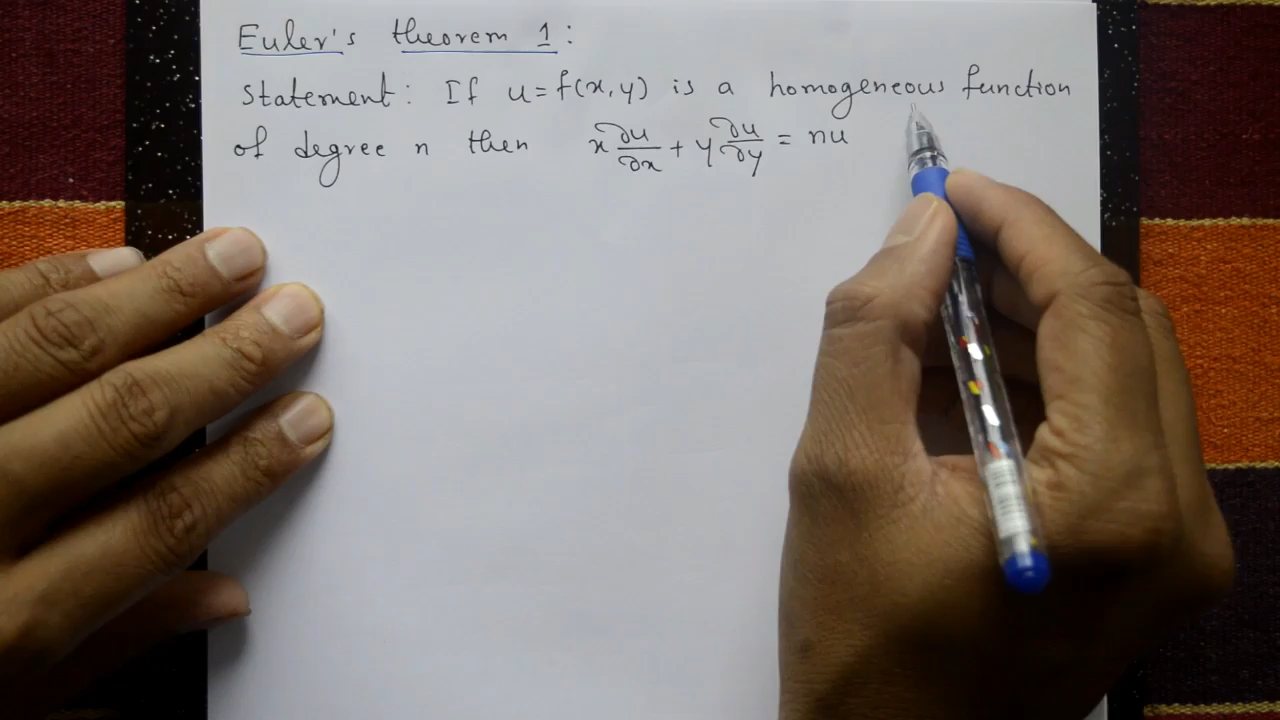 Euler's theorem 1:
Statement: If u = f(x,y) is a homogeneous function
of degree n then x ∂u/∂x + y ∂u/∂y = nu